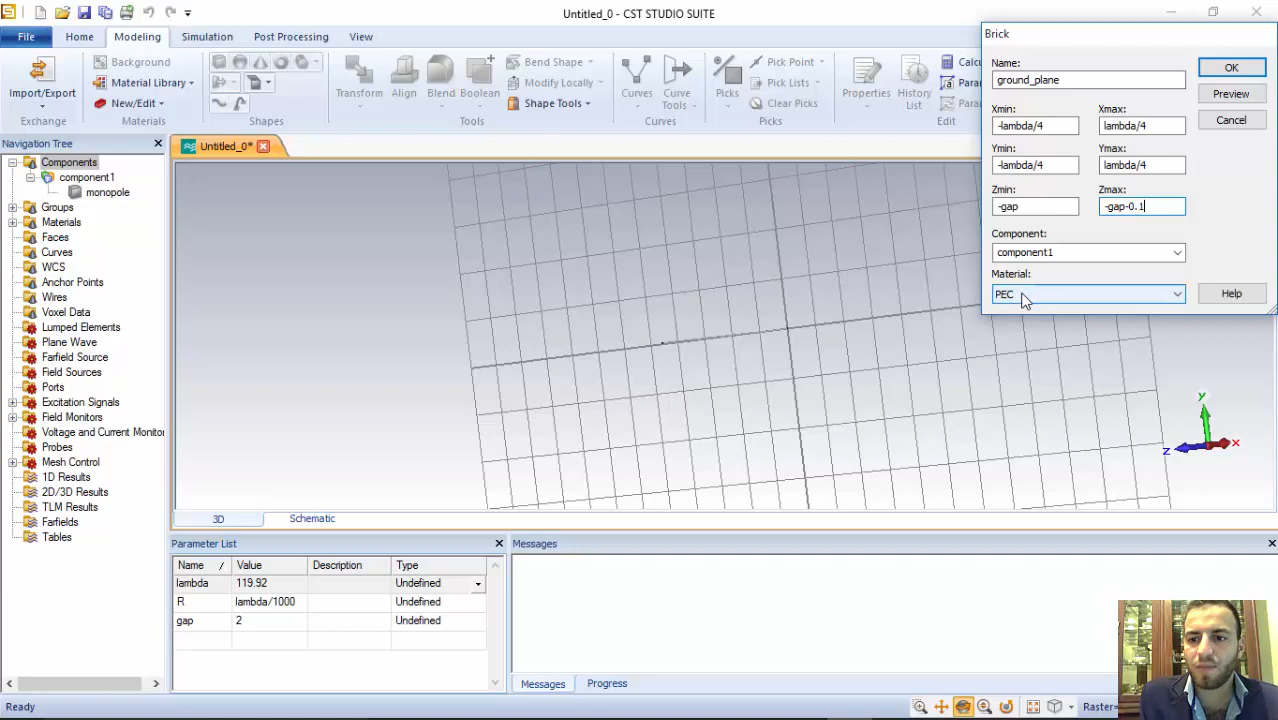 Untitled_0 - CST STUDIO SUITE
File
Home
Modeling
Simulation
Post Processing
View
Import/Export
Exchange
Background
Material Library
New/Edit
Materials
Shapes
Transform
Align
Blend
Boolean
Bend Shape
Modify Locally
Shape Tools
Tools
Curves
Curve Tools
Curves
Picks
Pick Point
Pick Lists
Clear Picks
Picks
Properties
History List
Edit
Navigation Tree
Components
component1
monopole
Groups
Materials
Faces
Curves
WCS
Anchor Points
Wires
Voxel Data
Lumped Elements
Plane Wave
Farfield Source
Field Sources
Ports
Excitation Signals
Field Monitors
Voltage and Current Monitor
Probes
Mesh Control
1D Results
2D/3D Results
TLM Results
Farfields
Tables
Untitled_0*
Brick
Name:
ground_plane
OK
Preview
Cancel
Xmin:
Xmax:
-lambda/4
lambda/4
Ymin:
Ymax:
-lambda/4
lambda/4
Zmin:
Zmax:
-gap
-gap-0.1
Component:
component1
Material:
PEC
Help
y
z
x
3D
Schematic
Parameter List
Name / Value Description Type
lambda 119.92 Undefined
R lambda/1000 Undefined
gap 2 Undefined
Messages
Messages
Progress
Ready
Raster=